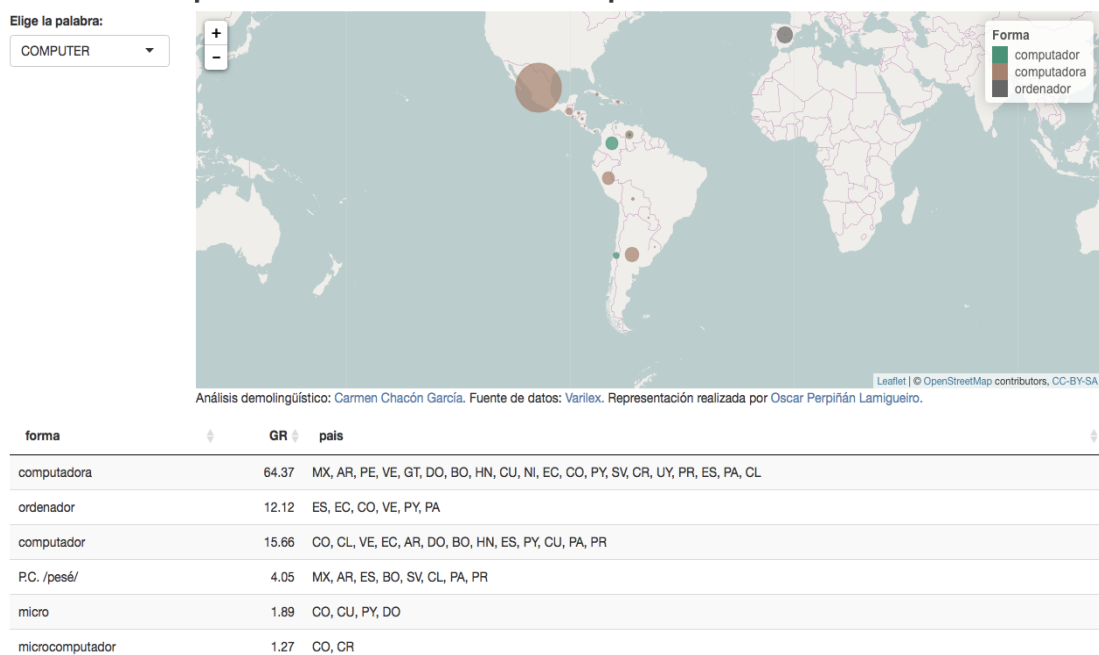 Elige la palabra:
COMPUTER
+
-
Forma
computador
computadora
ordenador
Leaflet | © OpenStreetMap contributors, CC-BY-SA
Análisis demolingüístico: Carmen Chacón García. Fuente de datos: Varilex. Representación realizada por Oscar Perpiñán Lamigueiro.
forma GR pais
computadora 64.37 MX, AR, PE, VE, GT, DO, BO, HN, CU, NI, EC, CO, PY, SV, CR, UY, PR, ES, PA, CL
ordenador 12.12 ES, EC, CO, VE, PY, PA
computador 15.66 CO, CL, VE, EC, AR, DO, BO, HN, ES, PY, CU, PA, PR
P.C. /pesé/ 4.05 MX, AR, ES, BO, SV, CL, PA, PR
micro 1.89 CO, CU, PY, DO
microcomputador 1.27 CO, CR